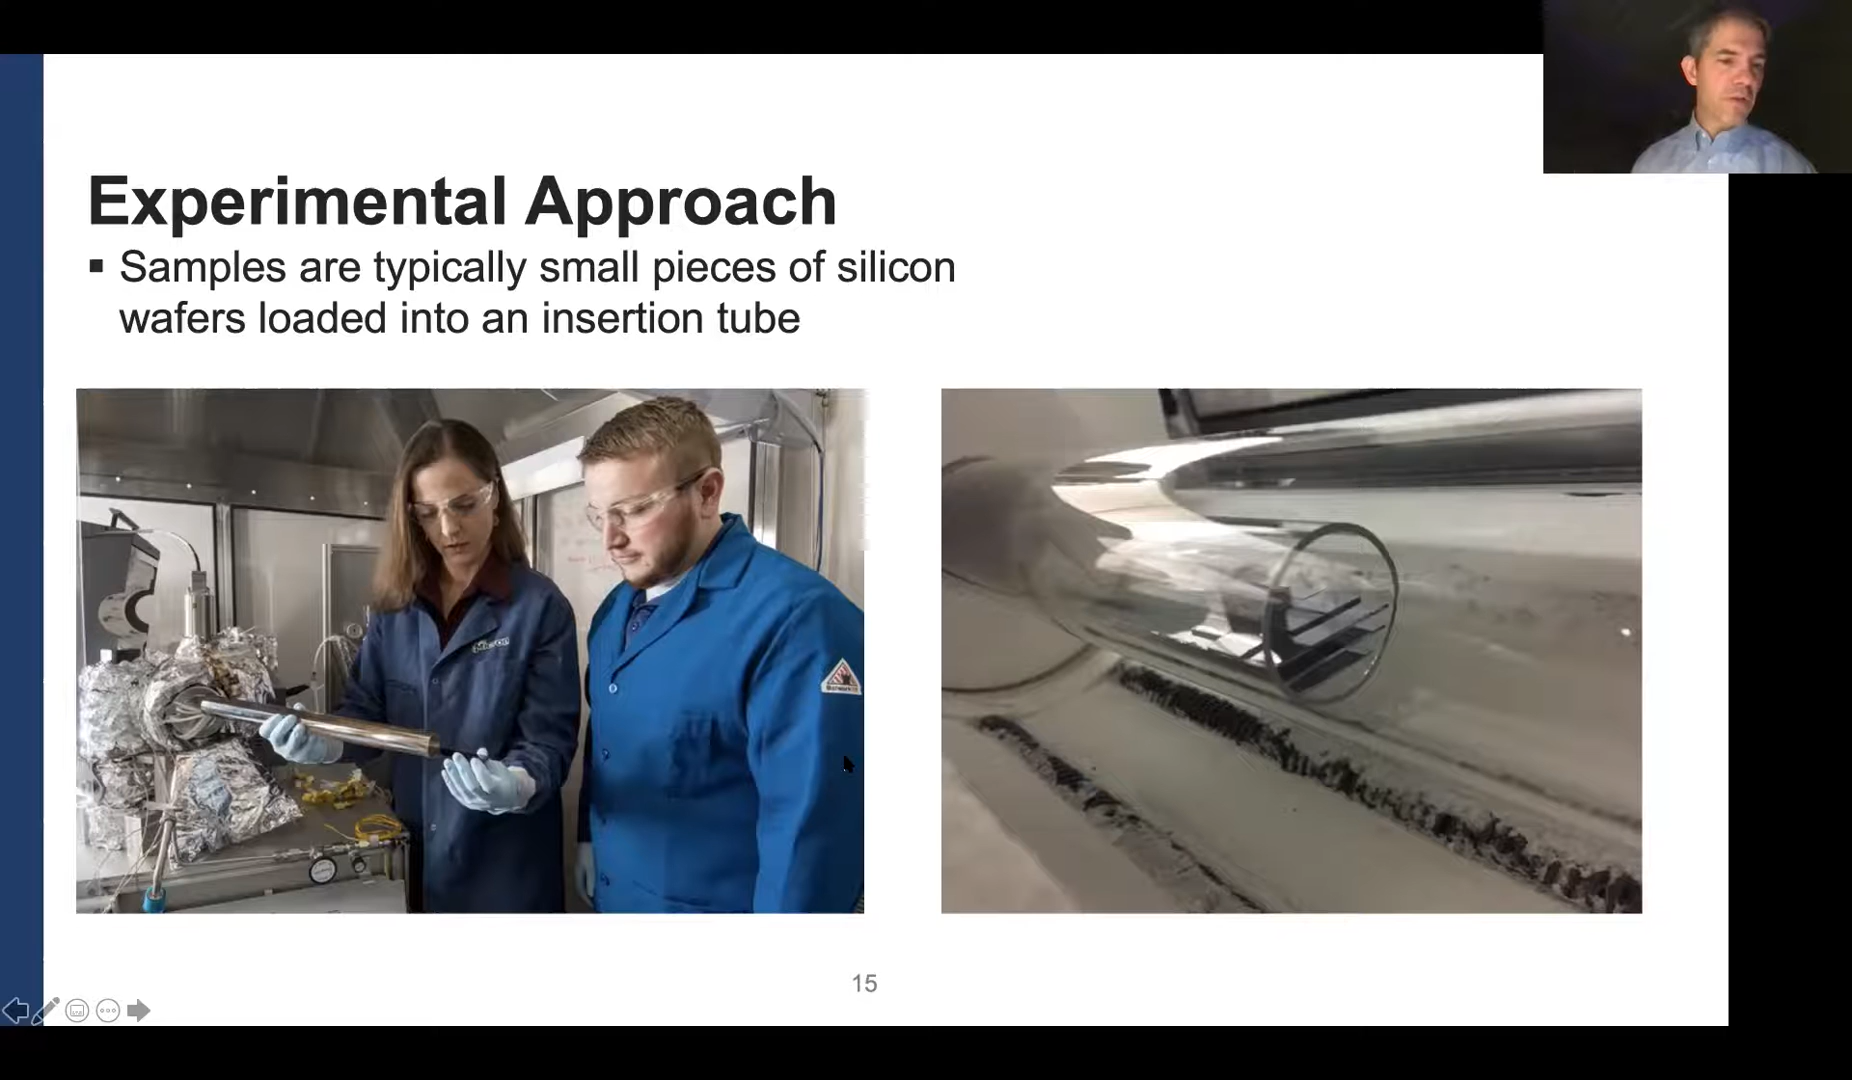 Experimental Approach
▪ Samples are typically small pieces of silicon
wafers loaded into an insertion tube
15